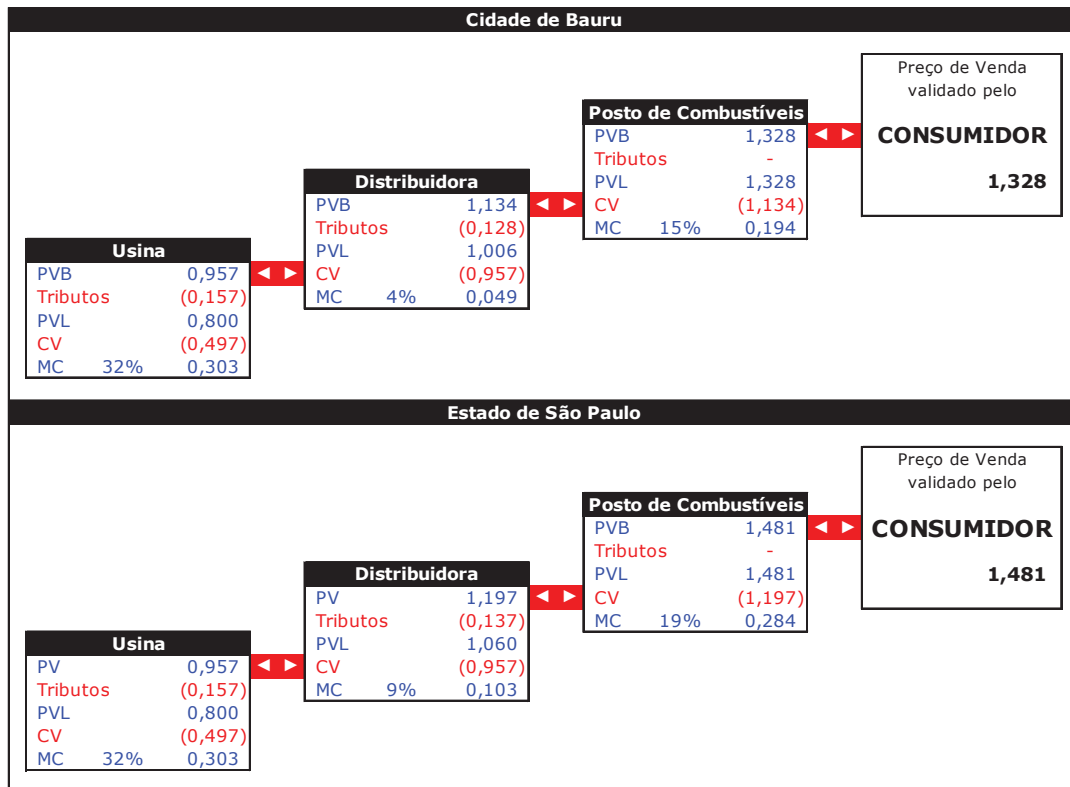 Cidade de Bauru
Preço de Venda
validado pelo
CONSUMIDOR
1,328
Posto de Combustíveis
PVB 1,328
Tributos -
PVL 1,328
CV (1,134)
MC 15% 0,194
Distribuidora
PVB 1,134
Tributos (0,128)
PVL 1,006
CV (0,957)
MC 4% 0,049
Usina
PVB 0,957
Tributos (0,157)
PVL 0,800
CV (0,497)
MC 32% 0,303
Estado de São Paulo
Preço de Venda
validado pelo
CONSUMIDOR
1,481
Posto de Combustíveis
PVB 1,481
Tributos -
PVL 1,481
CV (1,197)
MC 19% 0,284
Distribuidora
PV 1,197
Tributos (0,137)
PVL 1,060
CV (0,957)
MC 9% 0,103
Usina
PV 0,957
Tributos (0,157)
PVL 0,800
CV (0,497)
MC 32% 0,303